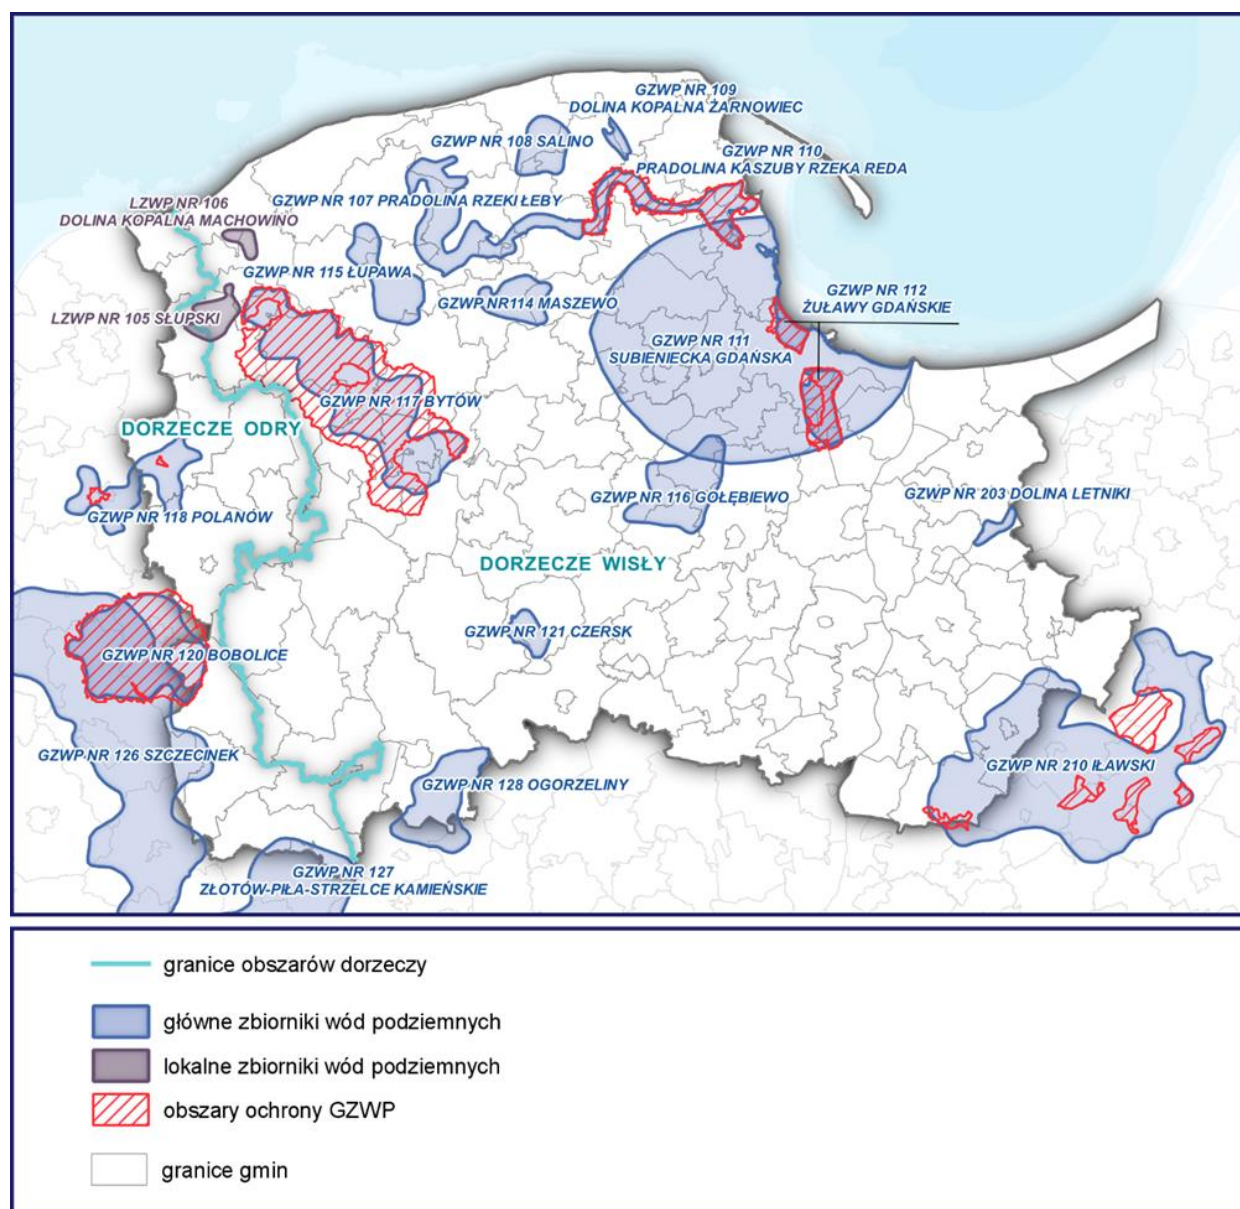 GZWP NR 109
DOLINA KOPALNA ŻARNOWIEC
GZWP NR 108 SALINO
GZWP NR 110
PRADOLINA KASZUBY RZEKA REDA
LZWP NR 106
DOLINA KOPALNA MACHOWINO
GZWP NR 107 PRADOLINA RZEKI ŁEBY
GZWP NR 115 ŁUPAWA
GZWP NR114 MASZEWO
GZWP NR 112
ŻUŁAWY GDAŃSKIE
LZWP NR 105 SŁUPSKI
GZWP NR 111
SUBIENIECKA GDAŃSKA
GZWP NR 117 BYTÓW
DORZECZE ODRY
GZWP NR 118 POLANÓW
GZWP NR 116 GOŁĘBIEWO
GZWP NR 203 DOLINA LETNIKI
DORZECZE WISŁY
GZWP NR 121 CZERSK
GZWP NR 120 BOBOLICE
GZWP NR 126 SZCZECINEK
GZWP NR 128 OGORZELINY
GZWP NR 210 IŁAWSKI
GZWP NR 127
ZŁOTÓW-PIŁA-STRZELCE KAMIEŃSKIE
granice obszarów dorzeczy
główne zbiorniki wód podziemnych
lokalne zbiorniki wód podziemnych
obszary ochrony GZWP
granice gmin